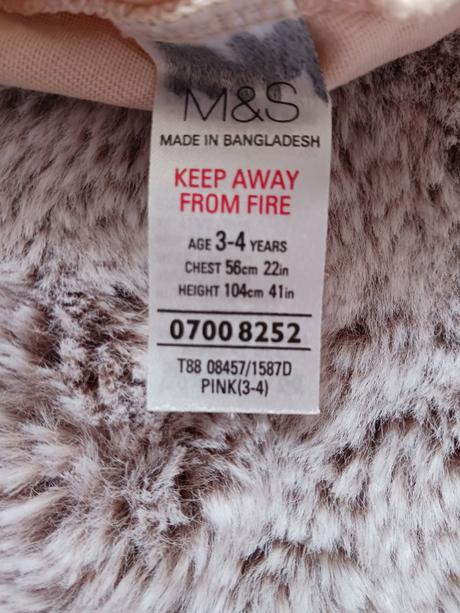 M&S
MADE IN BANGLADESH
KEEP AWAY
FROM FIRE
AGE 3-4 YEARS
CHEST 56cm 22in
HEIGHT 104cm 41in
0700 8252
T88 08457/1587D
PINK(3-4)